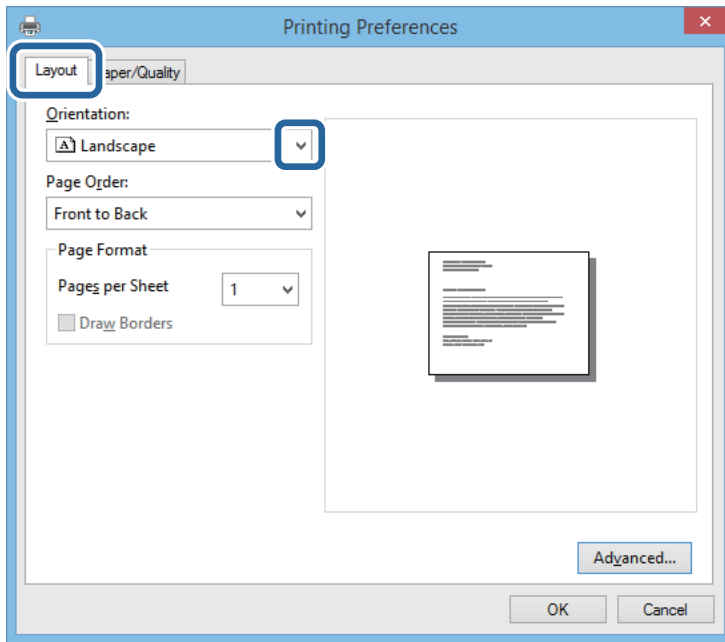 Printing Preferences
Layout
aper/Quality
Orientation:
Landscape
Page Order:
Front to Back
Page Format
Pages per Sheet
1
Draw Borders
Advanced...
OK
Cancel